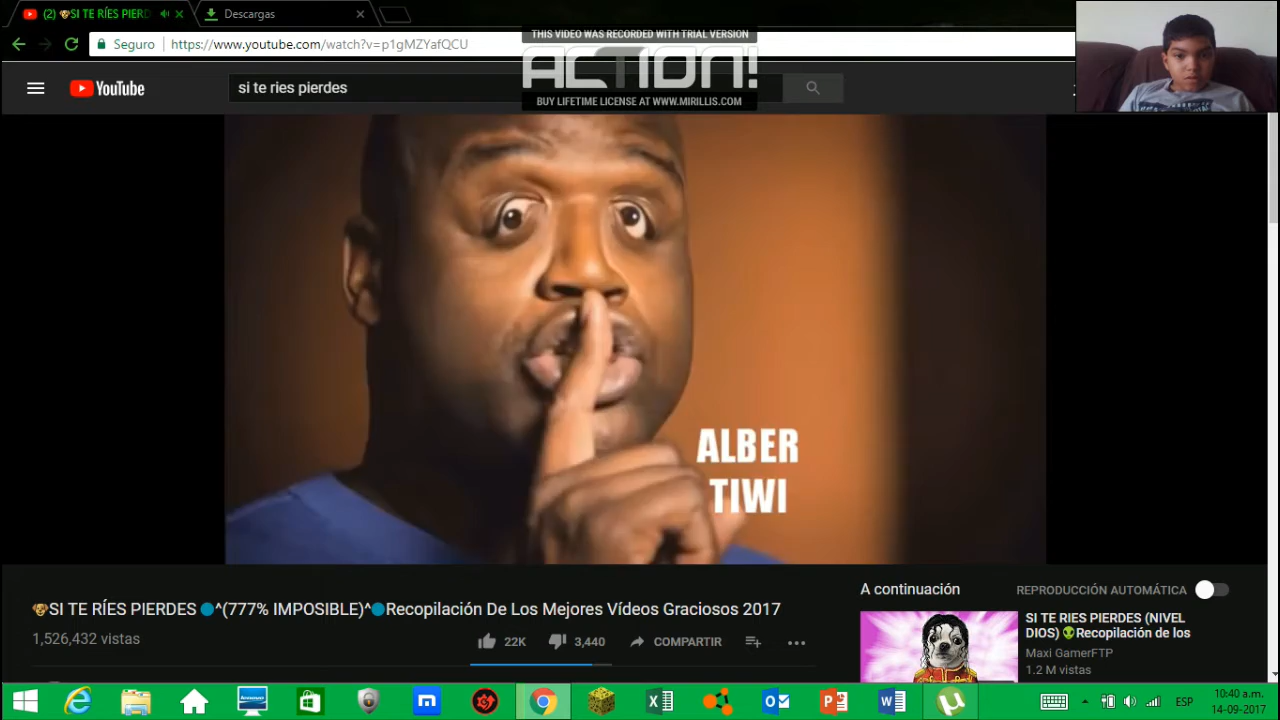 (2) 🐶SI TE RÍES PIERD
Descargas
Seguro
https://www.youtube.com/watch?v=p1gMZYafQCU
THIS VIDEO WAS RECORDED WITH TRIAL VERSION
ACTION!
BUY LIFETIME LICENSE AT WWW.MIRILLIS.COM
YouTube
si te ries pierdes
ALBER
TIWI
🐶SI TE RÍES PIERDES 🔵^(777% IMPOSIBLE)^🔵Recopilación De Los Mejores Vídeos Graciosos 2017
1,526,432 vistas
22K
3,440
COMPARTIR
A continuación
REPRODUCCIÓN AUTOMÁTICA
SI TE RIES PIERDES (NIVEL
DIOS) 👽Recopilación de los
Maxi GamerFTP
1.2 M vistas
ESP
10:40 a.m.
14-09-2017